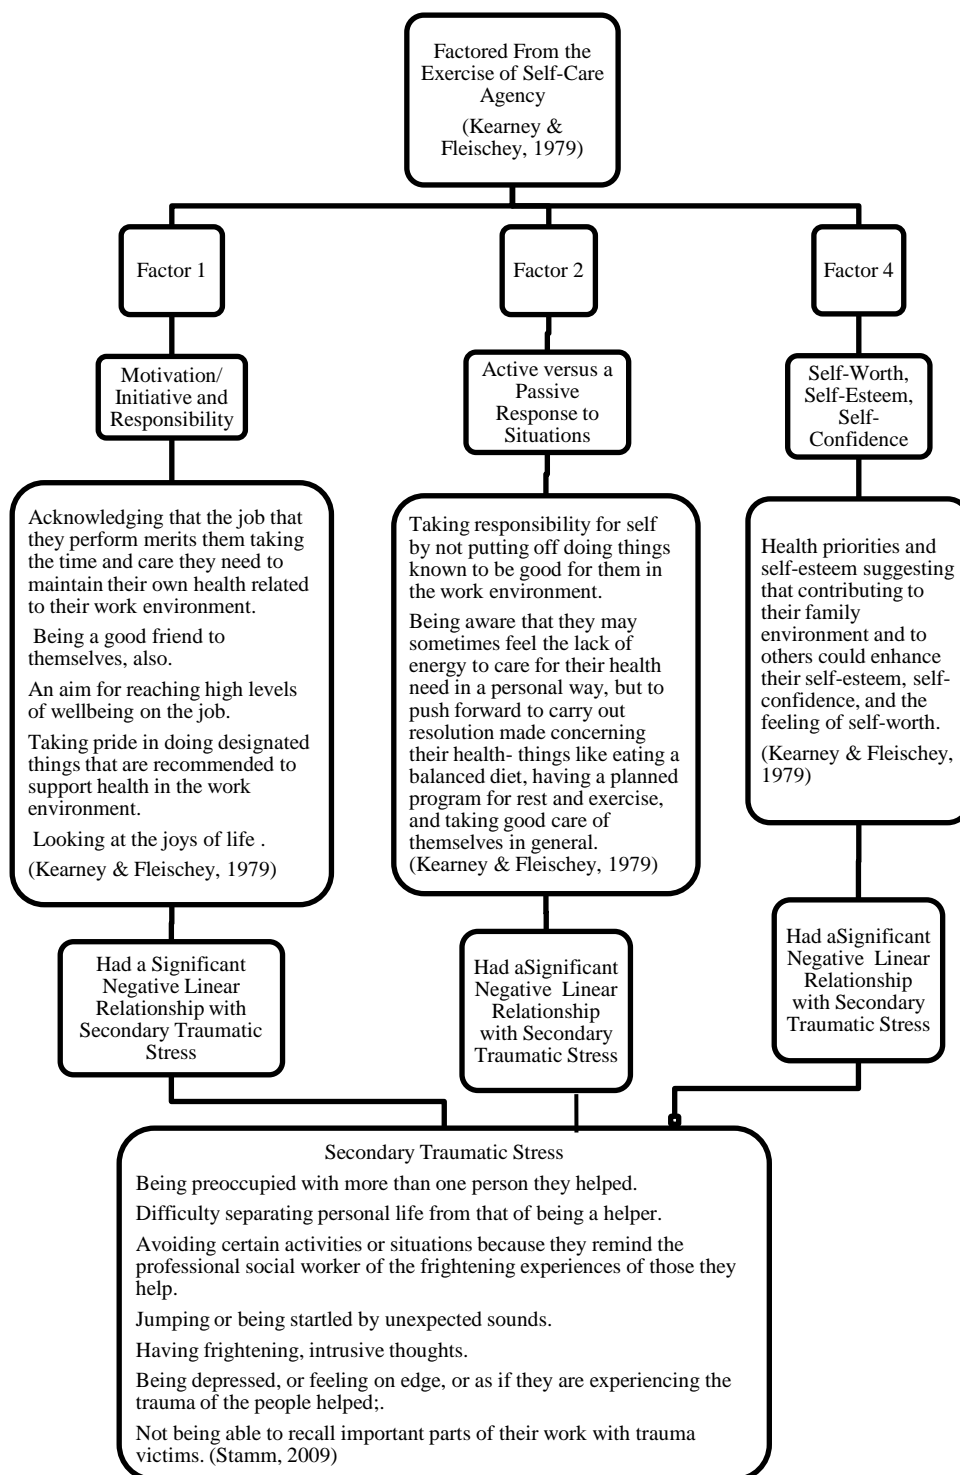 Factored From the
Exercise of Self-Care
Agency
(Kearney &
Fleischey, 1979)
Factor 1
Factor 2
Factor 4
Motivation/
Initiative and
Responsibility
Active versus a
Passive
Response to
Situations
Self-Worth,
Self-Esteem,
Self-
Confidence
Acknowledging that the job that
they perform merits them taking
the time and care they need to
maintain their own health related
to their work environment.
Being a good friend to
themselves, also.
An aim for reaching high levels
of wellbeing on the job.
Taking pride in doing designated
things that are recommended to
support health in the work
environment.
Looking at the joys of life .
(Kearney & Fleischey, 1979)
Taking responsibility for self
by not putting off doing things
known to be good for them in
the work environment.
Being aware that they may
sometimes feel the lack of
energy to care for their health
need in a personal way, but to
push forward to carry out
resolution made concerning
their health- things like eating a
balanced diet, having a planned
program for rest and exercise,
and taking good care of
themselves in general.
(Kearney & Fleischey, 1979)
Health priorities and
self-esteem suggesting
that contributing to
their family
environment and to
others could enhance
their self-esteem, self-
confidence, and the
feeling of self-worth.
(Kearney & Fleischey,
1979)
Had a Significant
Negative Linear
Relationship with
Secondary Traumatic
Stress
Had aSignificant
Negative Linear
Relationship
with Secondary
Traumatic Stress
Had aSignificant
Negative Linear
Relationship
with Secondary
Traumatic Stress
Secondary Traumatic Stress
Being preoccupied with more than one person they helped.
Difficulty separating personal life from that of being a helper.
Avoiding certain activities or situations because they remind the
professional social worker of the frightening experiences of those they
help.
Jumping or being startled by unexpected sounds.
Having frightening, intrusive thoughts.
Being depressed, or feeling on edge, or as if they are experiencing the
trauma of the people helped;.
Not being able to recall important parts of their work with trauma
victims. (Stamm, 2009)